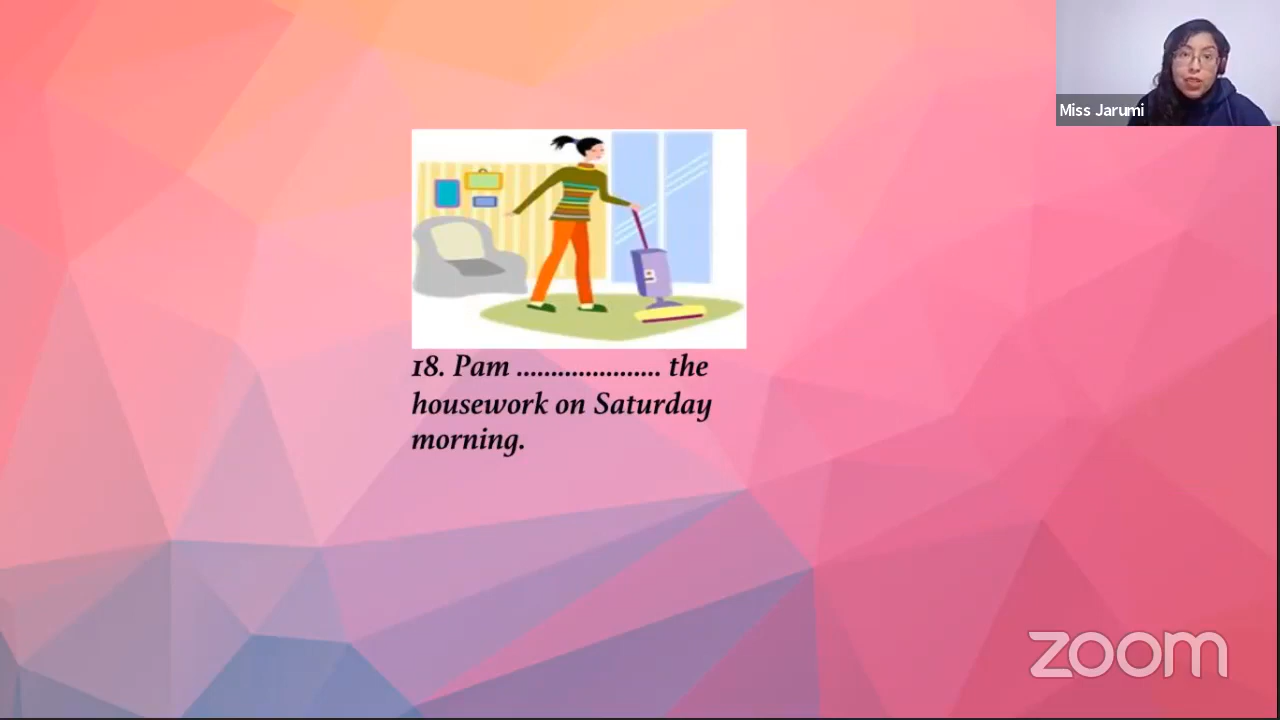 Miss Jarumi
18. Pam ..................... the
housework on Saturday
morning.
zoom